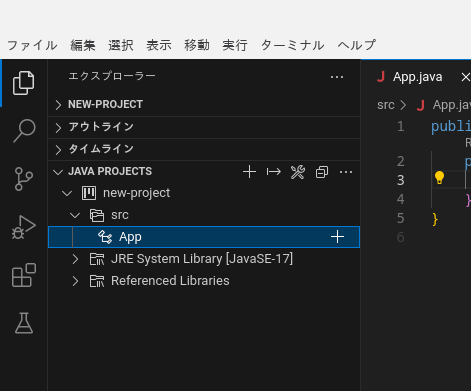 ファイル 編集 選択 表示 移動 実行 ターミナル ヘルプ
エクスプローラー ...
NEW-PROJECT
アウトライン
タイムライン
JAVA PROJECTS
new-project
src
App
JRE System Library [JavaSE-17]
Referenced Libraries
J App.java
src > J App.jav
1 publi
R
2 p
3
4 }
5 }
6